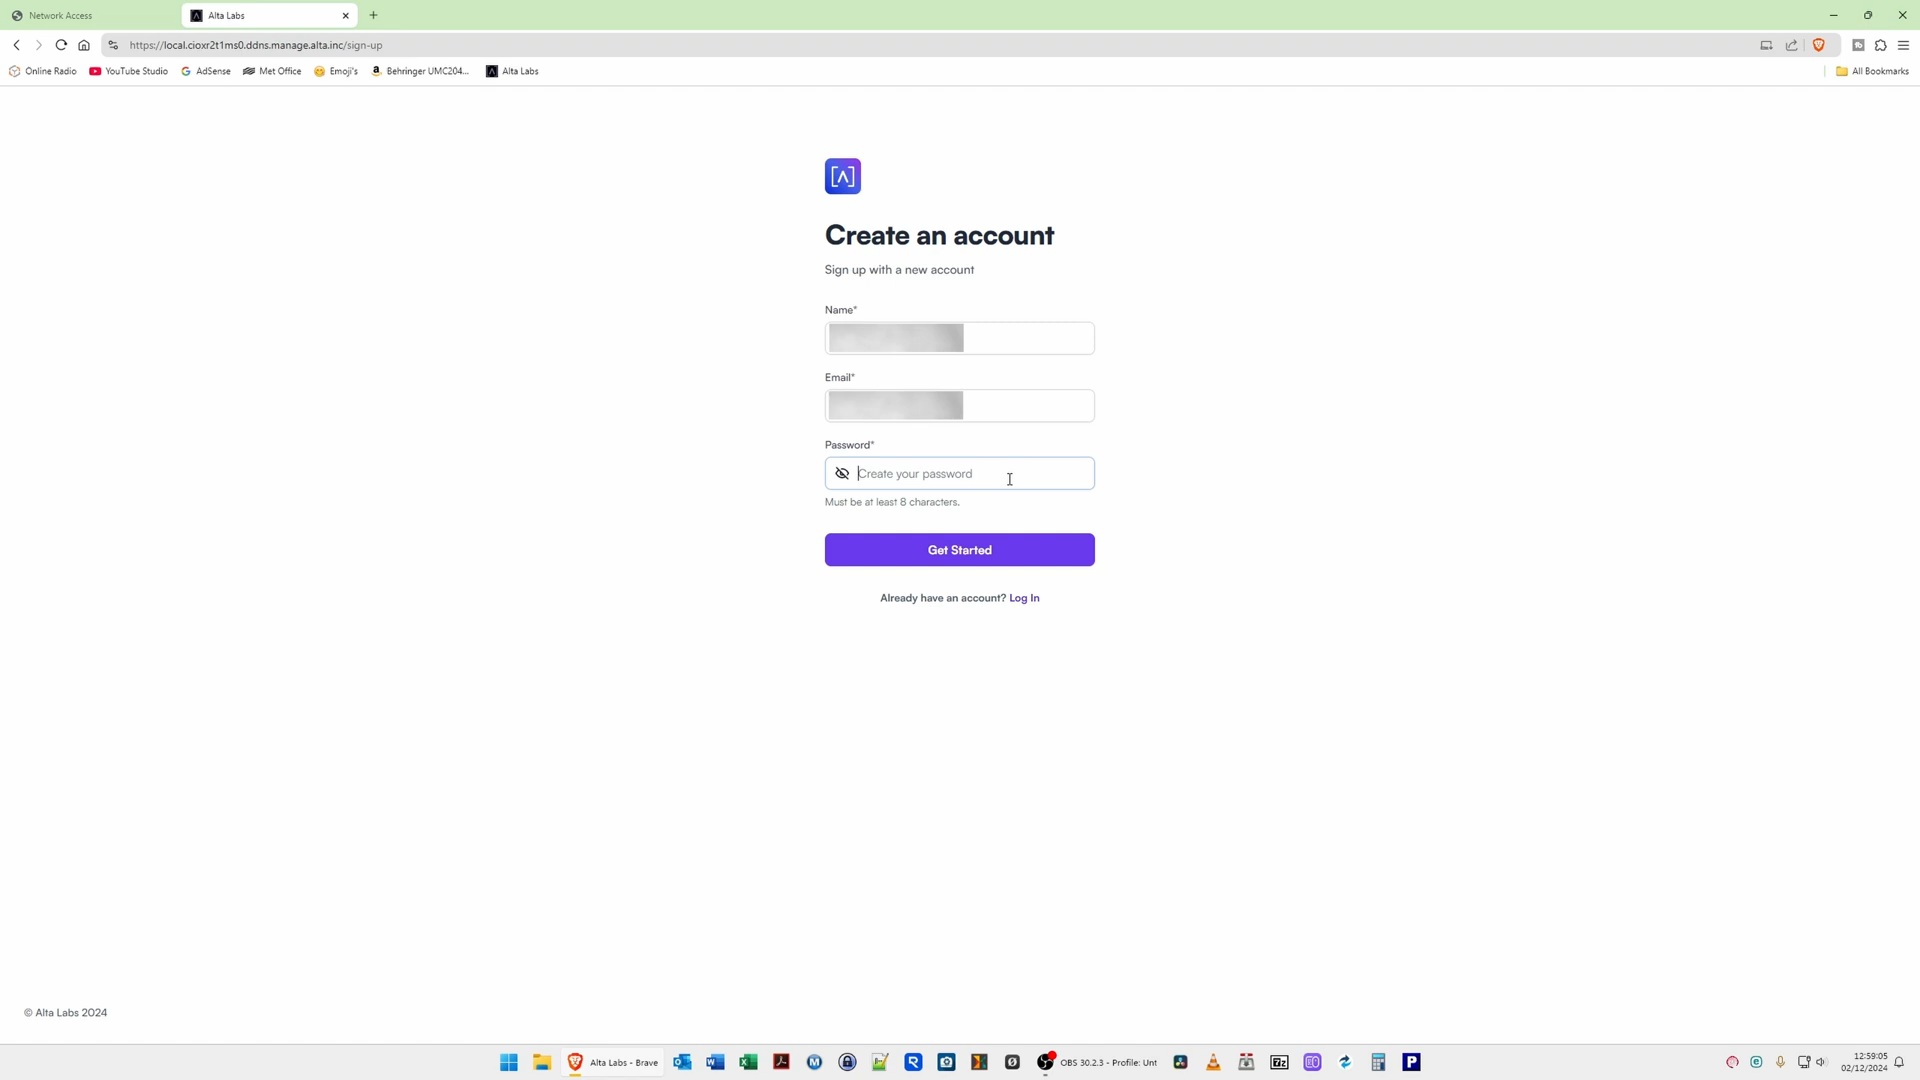 Network Access
Alta Labs
https://local.cioxr2t1ms0.ddns.manage.alta.inc/sign-up
Online Radio
YouTube Studio
AdSense
Met Office
Emoji's
Behringer UMC204...
Alta Labs
All Bookmarks
Create an account
Sign up with a new account
Name*
Email*
Password*
Create your password
Must be at least 8 characters.
Get Started
Already have an account? Log In
© Alta Labs 2024
Alta Labs - Brave
OBS 30.2.3 - Profile: Unt
12:59:05
02/12/2024